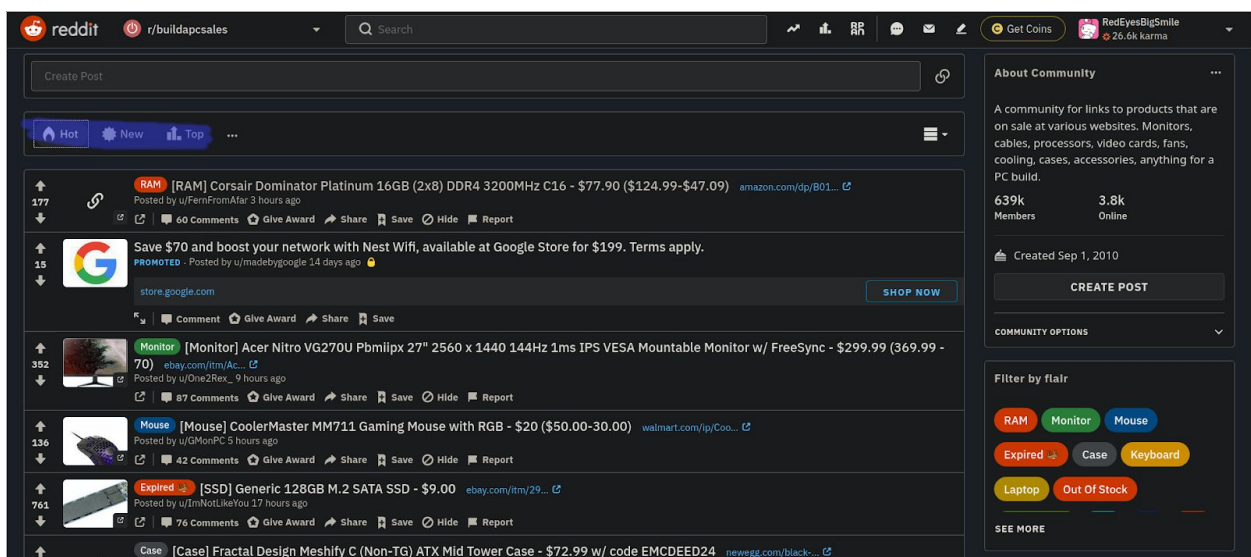 reddit r/buildapcsales Search Get Coins RedEyesBigSmile
26.6k karma
Create Post
Hot New Top ...
RAM [RAM] Corsair Dominator Platinum 16GB (2x8) DDR4 3200MHz C16 - $77.90 ($124.99-$47.09) amazon.com/dp/B01...
177
Posted by u/FernFromAfar 3 hours ago
60 Comments Give Award Share Save Hide Report
Save $70 and boost your network with Nest Wifi, available at Google Store for $199. Terms apply.
15
PROMOTED · Posted by u/madebygoogle 14 days ago
store.google.com SHOP NOW
Comment Give Award Share Save
Monitor [Monitor] Acer Nitro VG270U Pbmiipx 27" 2560 x 1440 144Hz 1ms IPS VESA Mountable Monitor w/ FreeSync - $299.99 (369.99 -
352
70) ebay.com/itm/Ac...
Posted by u/One2Rex_ 9 hours ago
87 Comments Give Award Share Save Hide Report
Mouse [Mouse] CoolerMaster MM711 Gaming Mouse with RGB - $20 ($50.00-30.00) walmart.com/ip/Coo...
136
Posted by u/GMonPC 5 hours ago
42 Comments Give Award Share Save Hide Report
Expired [SSD] Generic 128GB M.2 SATA SSD - $9.00 ebay.com/itm/29...
761
Posted by u/ImNotLikeYou 17 hours ago
76 Comments Give Award Share Save Hide Report
Case [Case] Fractal Design Meshify C (Non-TG) ATX Mid Tower Case - $72.99 w/ code EMCDEED24 newegg.com/black-...
About Community ...
A community for links to products that are
on sale at various websites. Monitors,
cables, processors, video cards, fans,
cooling, cases, accessories, anything for a
PC build.
639k 3.8k
Members Online
Created Sep 1, 2010
CREATE POST
COMMUNITY OPTIONS
Filter by flair
RAM Monitor Mouse
Expired Case Keyboard
Laptop Out Of Stock
SEE MORE